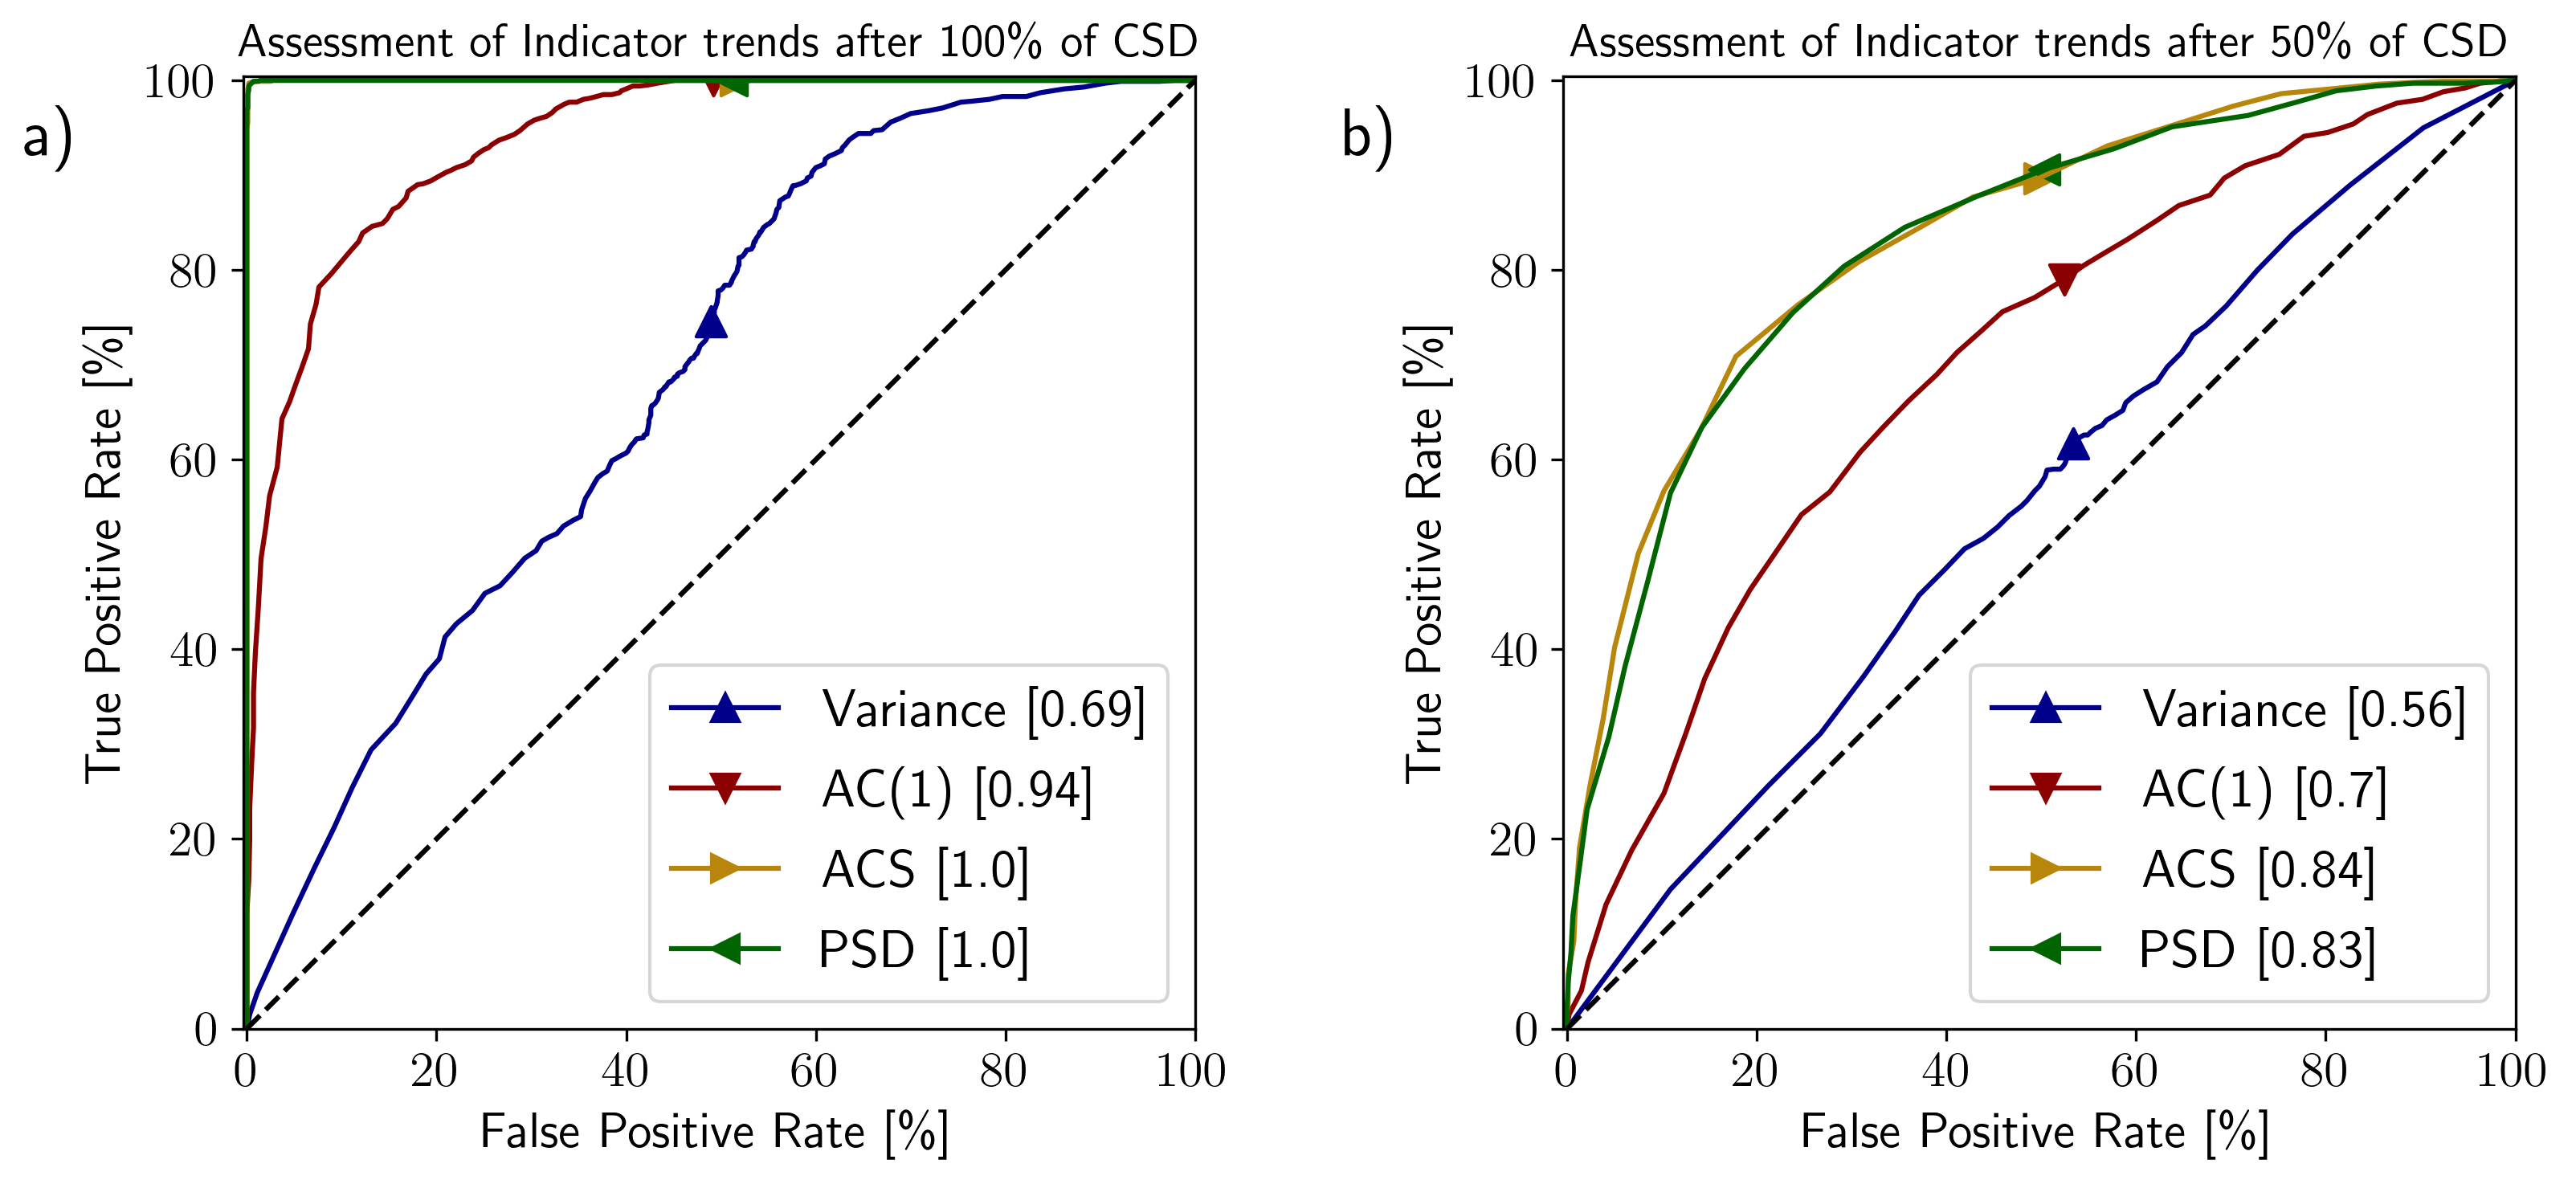 a)
Assessment of Indicator trends after 100% of CSD
True Positive Rate [%]
100
80
60
40
20
0
0 20 40 60 80 100
False Positive Rate [%]
Variance [0.69]
AC(1) [0.94]
ACS [1.0]
PSD [1.0]
b)
Assessment of Indicator trends after 50% of CSD
True Positive Rate [%]
100
80
60
40
20
0
0 20 40 60 80 100
False Positive Rate [%]
Variance [0.56]
AC(1) [0.7]
ACS [0.84]
PSD [0.83]